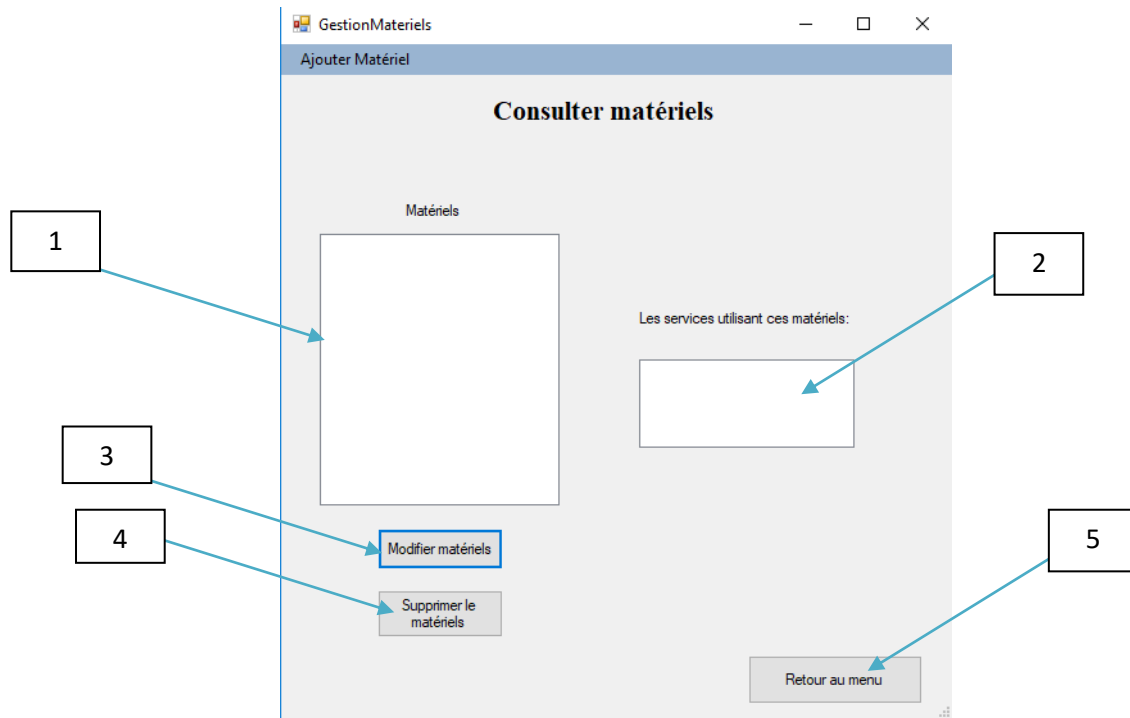 GestionMateriels
Ajouter Matériel
Consulter matériels
Matériels
1
2
Les services utilisant ces matériels:
3
Modifier matériels
4
Supprimer le
matériels
5
Retour au menu